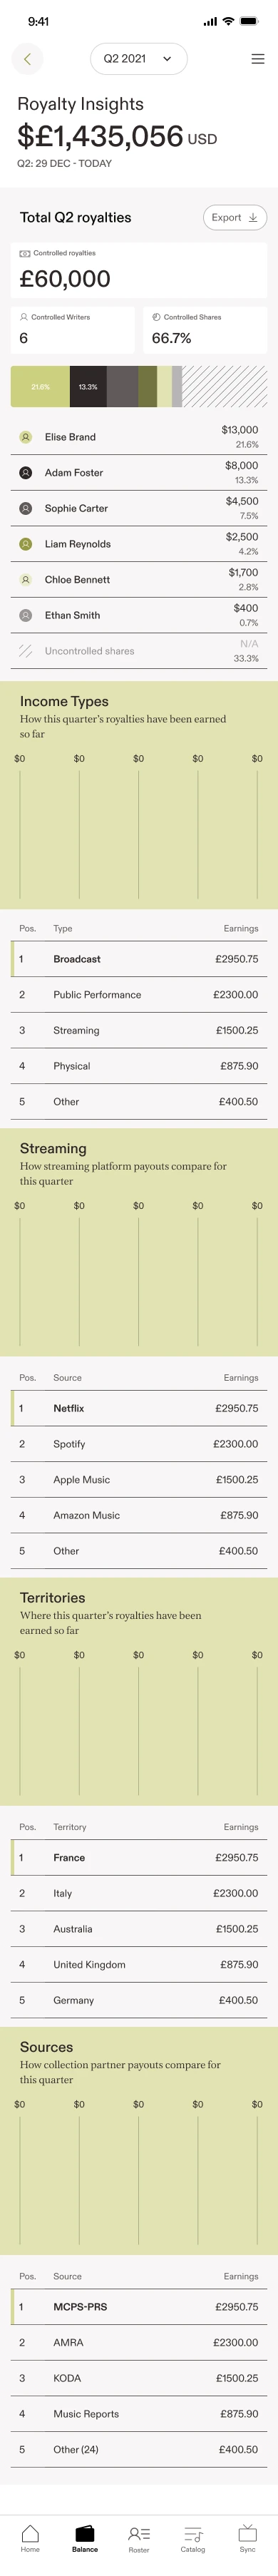 9:41
Q2 2021
Royalty Insights
$£1,435,056 USD
Q2: 29 DEC - TODAY
Total Q2 royalties
Export
Controlled royalties
£60,000
Controlled Writers
Controlled Shares
6
66.7%
21.6%
13.3%
Elise Brand
$13,000
21.6%
Adam Foster
$8,000
13.3%
Sophie Carter
$4,500
7.5%
Liam Reynolds
$2,500
4.2%
Chloe Bennett
$1,700
2.8%
Ethan Smith
$400
0.7%
Uncontrolled shares
N/A
33.3%
Income Types
How this quarter's royalties have been earned
so far
$0 $0 $0 $0 $0
Pos. Type Earnings
1 Broadcast £2950.75
2 Public Performance £2300.00
3 Streaming £1500.25
4 Physical £875.90
5 Other £400.50
Streaming
How streaming platform payouts compare for
this quarter
$0 $0 $0 $0 $0
Pos. Source Earnings
1 Netflix £2950.75
2 Spotify £2300.00
3 Apple Music £1500.25
4 Amazon Music £875.90
5 Other £400.50
Territories
Where this quarter's royalties have been
earned so far
$0 $0 $0 $0 $0
Pos. Territory Earnings
1 France £2950.75
2 Italy £2300.00
3 Australia £1500.25
4 United Kingdom £875.90
5 Germany £400.50
Sources
How collection partner payouts compare for
this quarter
$0 $0 $0 $0 $0
Pos. Source Earnings
1 MCPS-PRS £2950.75
2 AMRA £2300.00
3 KODA £1500.25
4 Music Reports £875.90
5 Other (24) £400.50
Home Balance Roster Catalog Sync